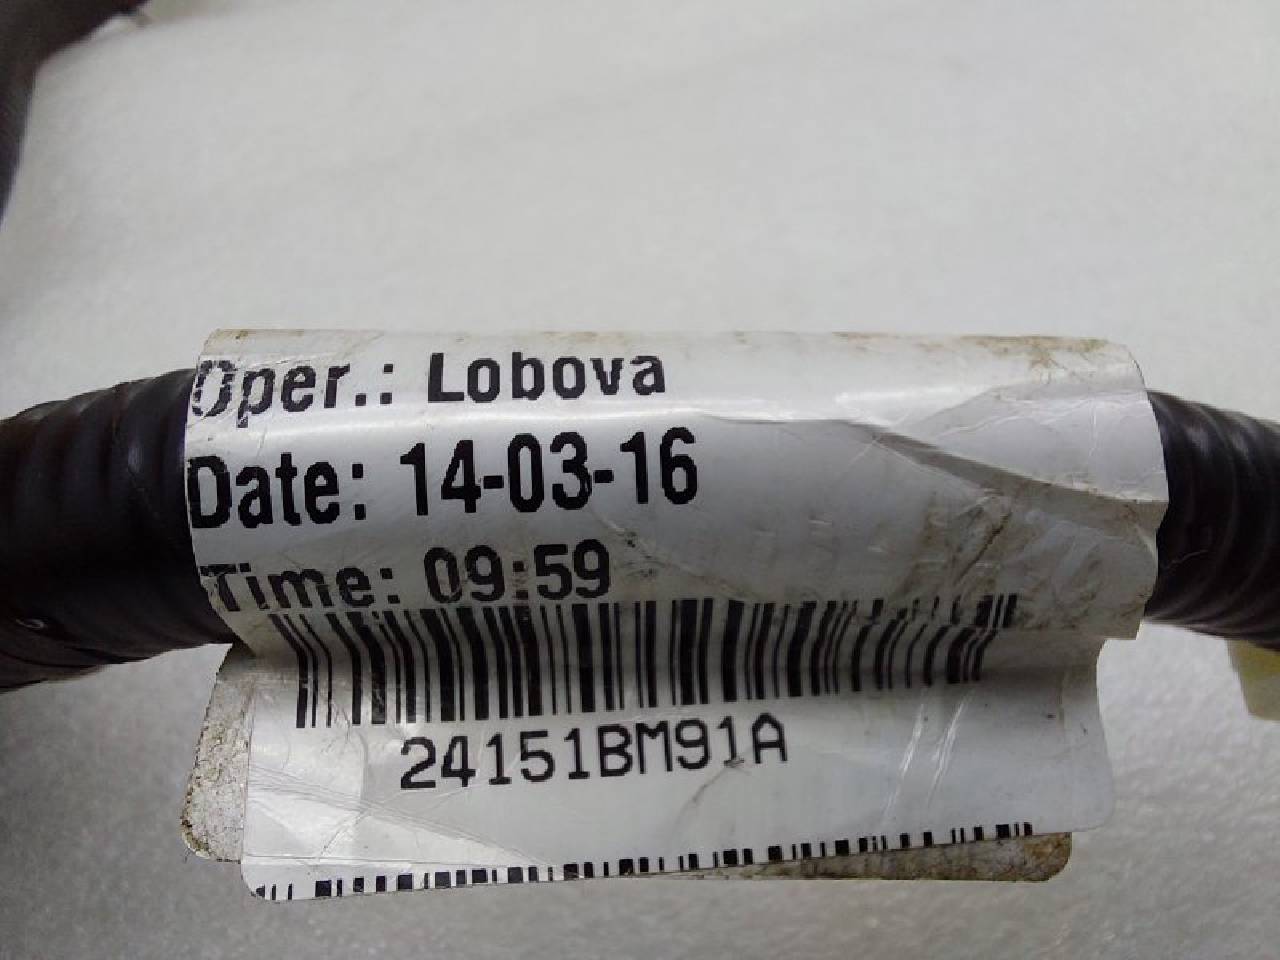 Oper.: Lobova
Date: 14-03-16
Time: 09:59
24151BM91A